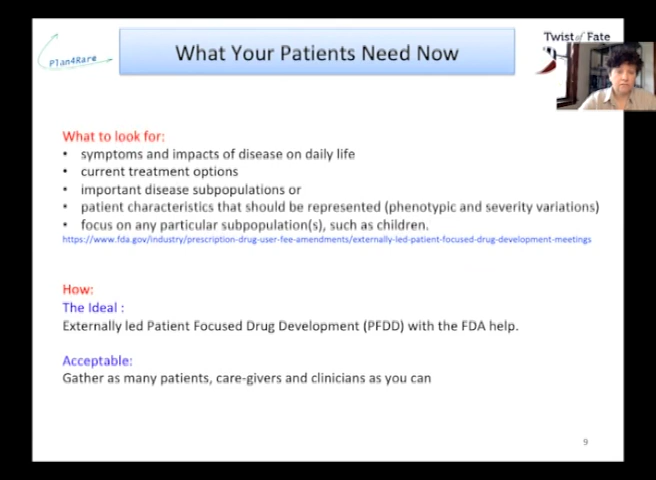 Plan4Rare
What Your Patients Need Now
Twist of Fate
What to look for:
• symptoms and impacts of disease on daily life
• current treatment options
• important disease subpopulations or
• patient characteristics that should be represented (phenotypic and severity variations)
• focus on any particular subpopulation(s), such as children.
https://www.fda.gov/industry/prescription-drug-user-fee-amendments/externally-led-patient-focused-drug-development-meetings
How:
The Ideal :
Externally led Patient Focused Drug Development (PFDD) with the FDA help.
Acceptable:
Gather as many patients, care-givers and clinicians as you can
9